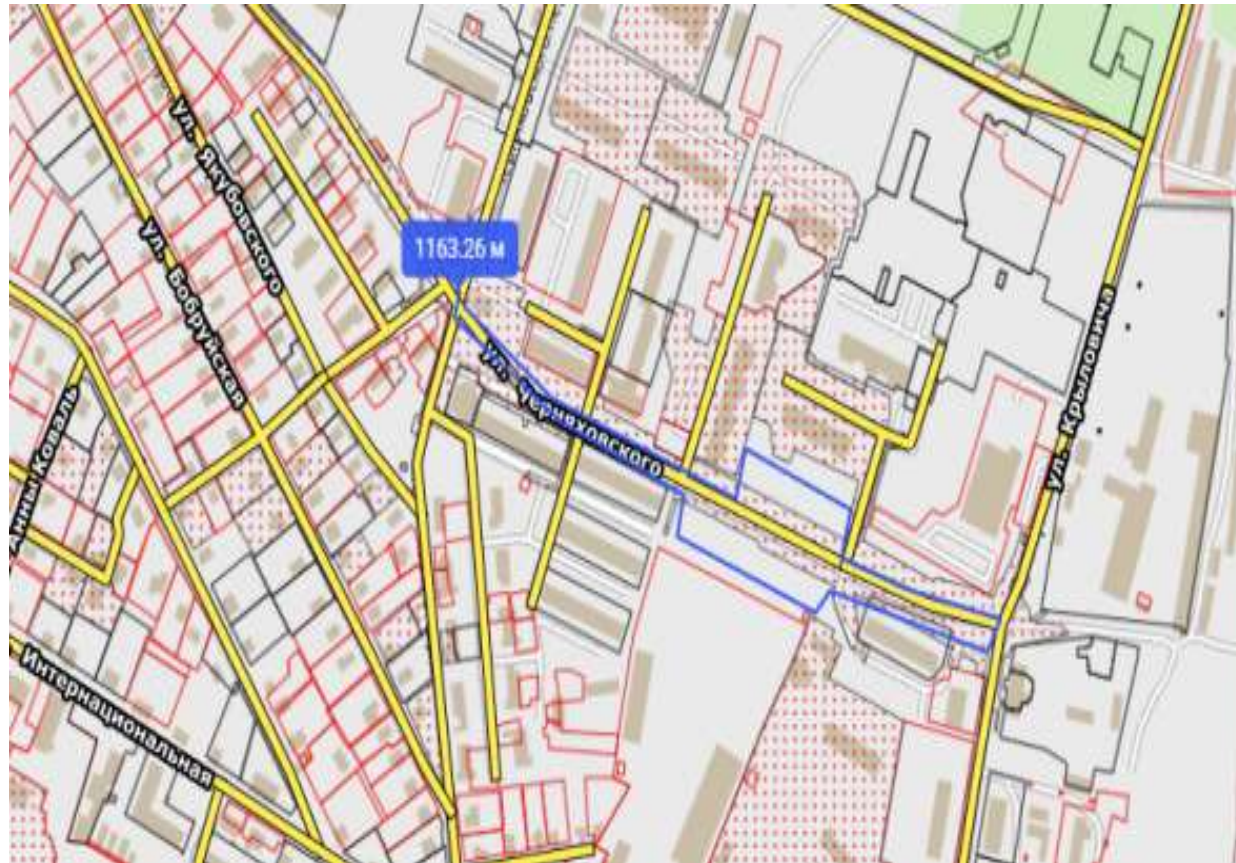 ул. Якубовского
ул. Бобруйская
1163.26 м
ул. Черняховского
ул. Крыловича
Анны Коваль
Интернациональная